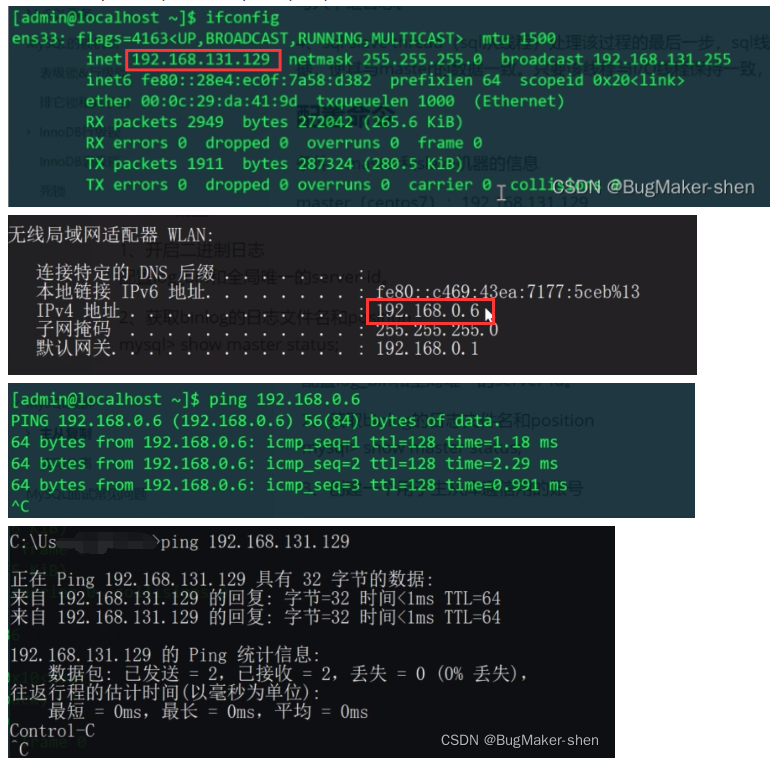 [admin@localhost ~]$ ifconfig
ens33: flags=4163<UP,BROADCAST,RUNNING,MULTICAST>  mtu 1500
inet 192.168.131.129  netmask 255.255.255.0  broadcast 192.168.131.255
inet6 fe80::28e4:ec0f:7a58:d382  prefixlen 64  scopeid 0x20<link>
ether 00:0c:29:da:41:9d  txqueuelen 1000  (Ethernet)
RX packets 2949  bytes 272042 (265.6 KiB)
RX errors 0  dropped 0  overruns 0  frame 0
TX packets 1911  bytes 287324 (280.5 KiB)
TX errors 0  dropped 0 overruns 0  carrier 0  collisions
CSDN @BugMaker-shen
无线局域网适配器 WLAN:
连接特定的 DNS 后缀 . . . . . . . :
本地链接 IPv6 地址. . . . . . . . : fe80::c469:43ea:7177:5ceb%13
IPv4 地址 . . . . . . . . . . . . : 192.168.0.6
子网掩码  . . . . . . . . . . . . : 255.255.255.0
默认网关. . . . . . . . . . . . . : 192.168.0.1
[admin@localhost ~]$ ping 192.168.0.6
PING 192.168.0.6 (192.168.0.6) 56(84) bytes of data.
64 bytes from 192.168.0.6: icmp_seq=1 ttl=128 time=1.18 ms
64 bytes from 192.168.0.6: icmp_seq=2 ttl=128 time=2.29 ms
64 bytes from 192.168.0.6: icmp_seq=3 ttl=128 time=0.991 ms
^C
C:\Us>ping 192.168.131.129
正在 Ping 192.168.131.129 具有 32 字节的数据:
来自 192.168.131.129 的回复: 字节=32 时间<1ms TTL=64
来自 192.168.131.129 的回复: 字节=32 时间<1ms TTL=64
192.168.131.129 的 Ping 统计信息:
数据包: 已发送 = 2，已接收 = 2，丢失 = 0 (0% 丢失)，
往返行程的估计时间(以毫秒为单位):
最短 = 0ms，最长 = 0ms，平均 = 0ms
Control-C
^C
CSDN @BugMaker-shen